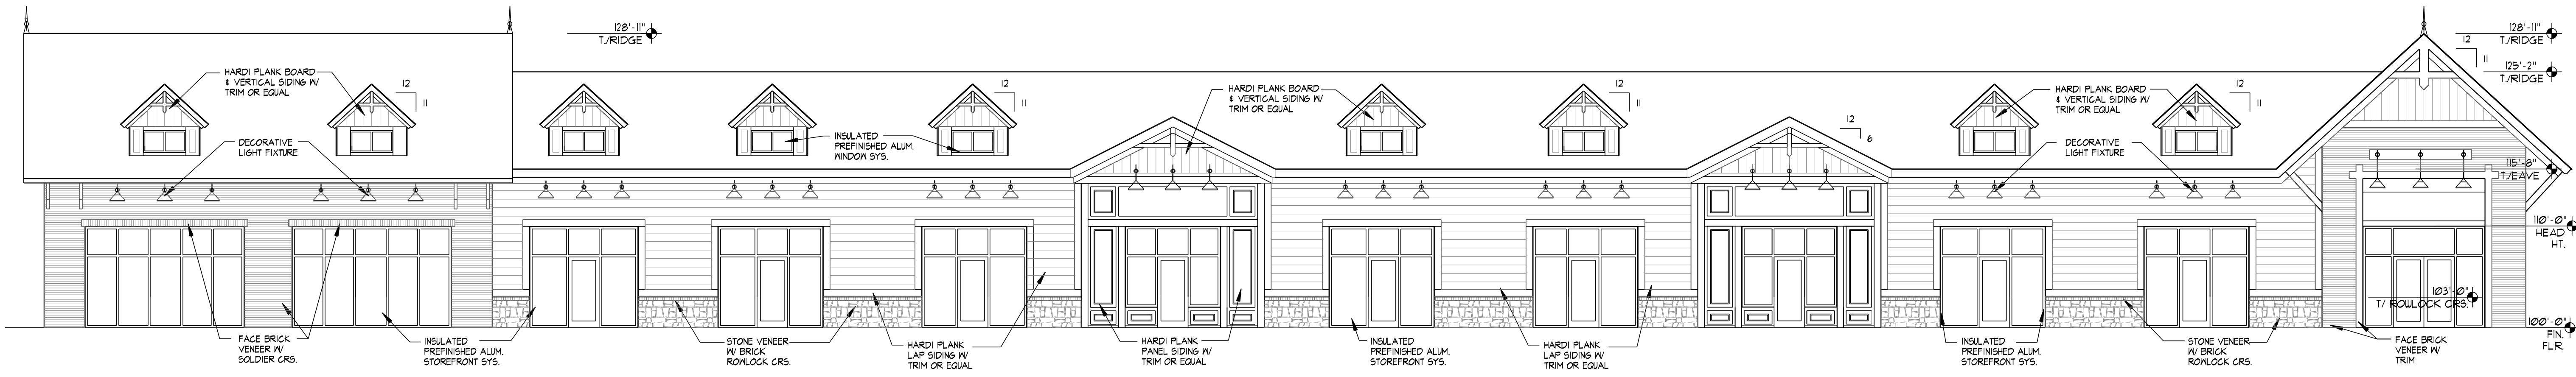 128'-11"
T./RIDGE
HARDI PLANK BOARD
& VERTICAL SIDING W/
TRIM OR EQUAL
12
11
DECORATIVE
LIGHT FIXTURE
12
11
INSULATED
PREFINISHED ALUM.
WINDOW SYS.
HARDI PLANK BOARD
& VERTICAL SIDING W/
TRIM OR EQUAL
12
11
12
6
HARDI PLANK BOARD
& VERTICAL SIDING W/
TRIM OR EQUAL
12
11
DECORATIVE
LIGHT FIXTURE
12
11
128'-11"
T./RIDGE
125'-2"
T./RIDGE
115'-8"
T./EAVE
110'-0"
HEAD
HT.
103'-0"
T/ ROWLOCK CRS.
100'-0"
FIN.
FLR.
FACE BRICK
VENEER W/
SOLDIER CRS.
INSULATED
PREFINISHED ALUM.
STOREFRONT SYS.
STONE VENEER
W/ BRICK
ROWLOCK CRS.
HARDI PLANK
LAP SIDING W/
TRIM OR EQUAL
HARDI PLANK
PANEL SIDING W/
TRIM OR EQUAL
INSULATED
PREFINISHED ALUM.
STOREFRONT SYS.
HARDI PLANK
LAP SIDING W/
TRIM OR EQUAL
INSULATED
PREFINISHED ALUM.
STOREFRONT SYS.
STONE VENEER
W/ BRICK
ROWLOCK CRS.
FACE BRICK
VENEER W/
TRIM